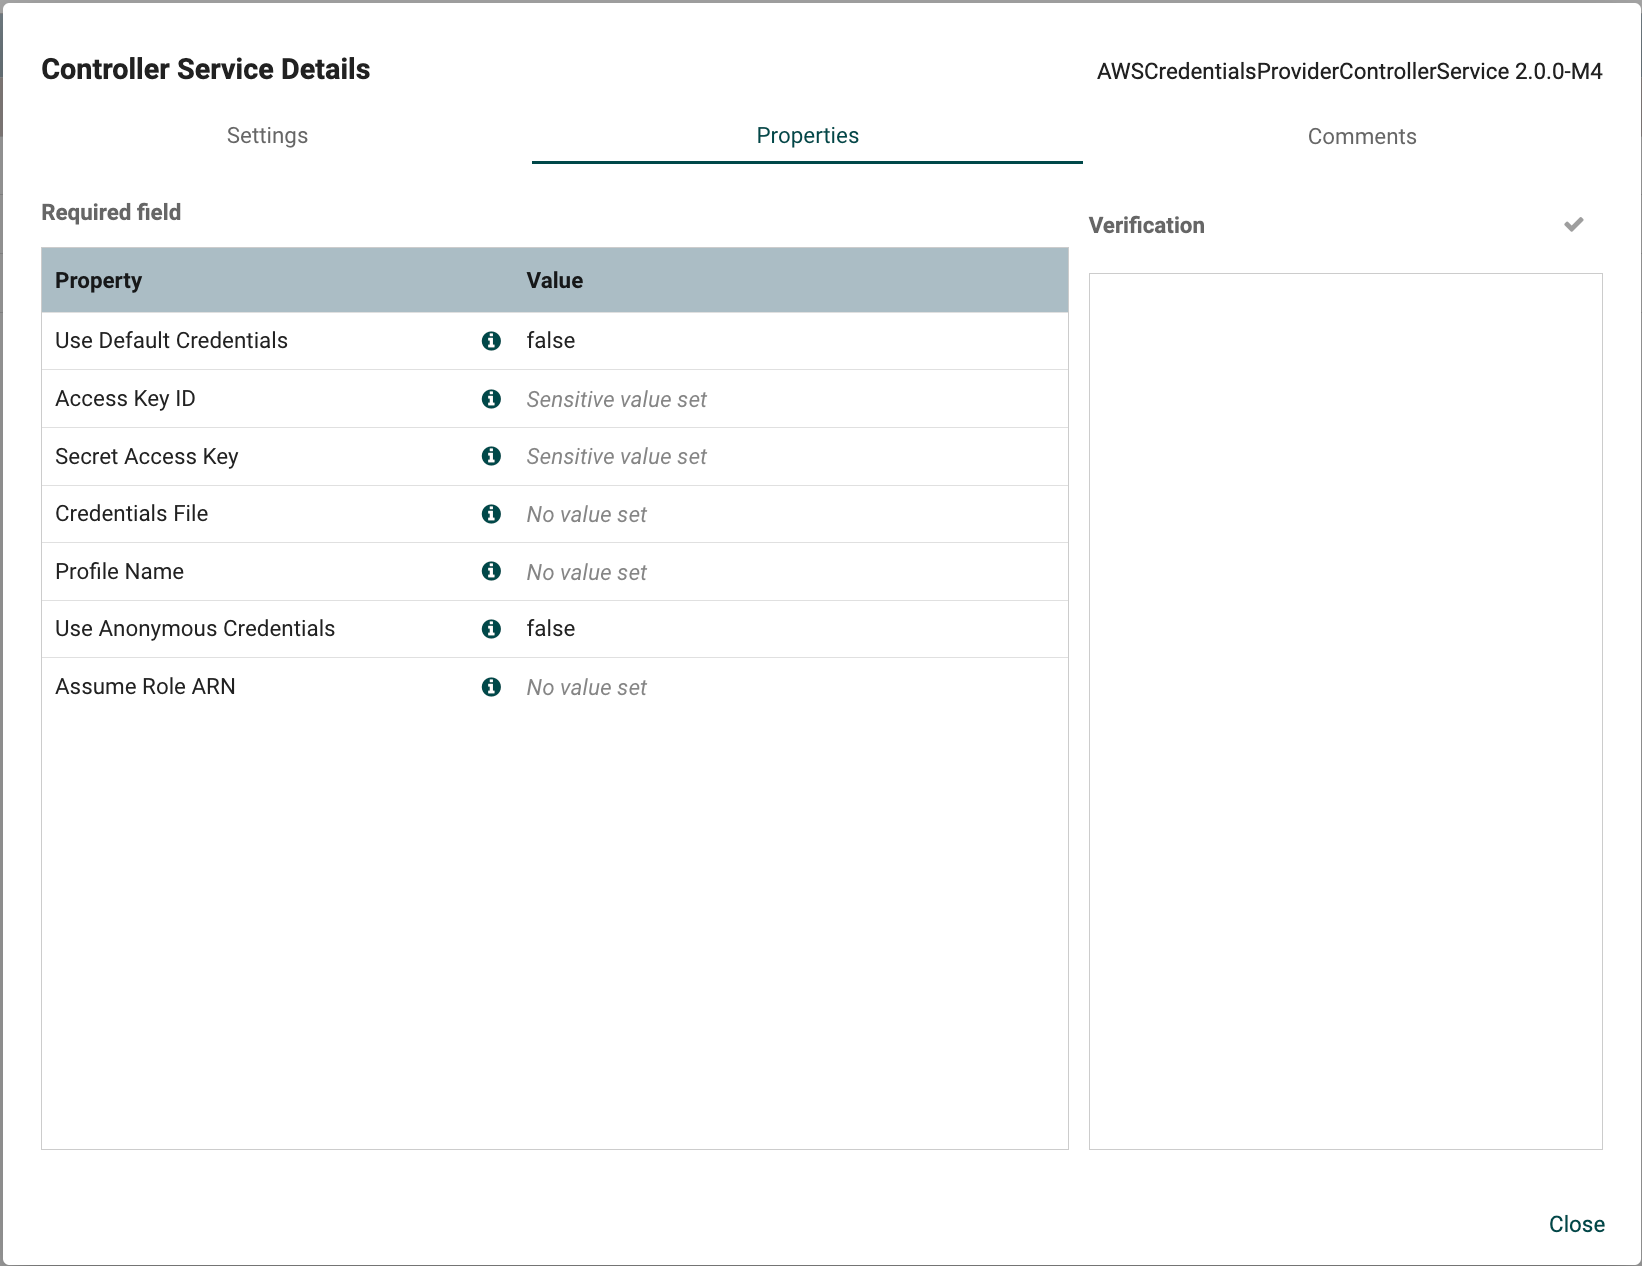 Controller Service Details
AWSCredentialsProviderControllerService 2.0.0-M4
Settings
Properties
Comments
Required field
Verification
Property Value
Use Default Credentials false
Access Key ID Sensitive value set
Secret Access Key Sensitive value set
Credentials File No value set
Profile Name No value set
Use Anonymous Credentials false
Assume Role ARN No value set
Close